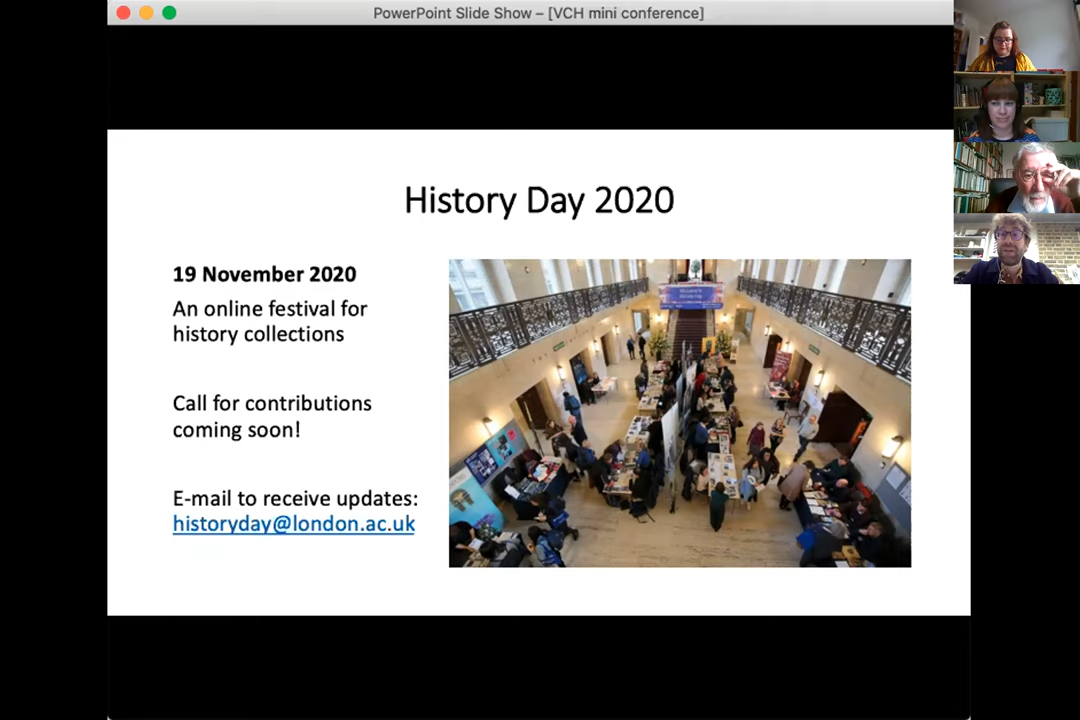 PowerPoint Slide Show – [VCH mini conference]
History Day 2020
19 November 2020
An online festival for
history collections
Call for contributions
coming soon!
E-mail to receive updates:
historyday@london.ac.uk